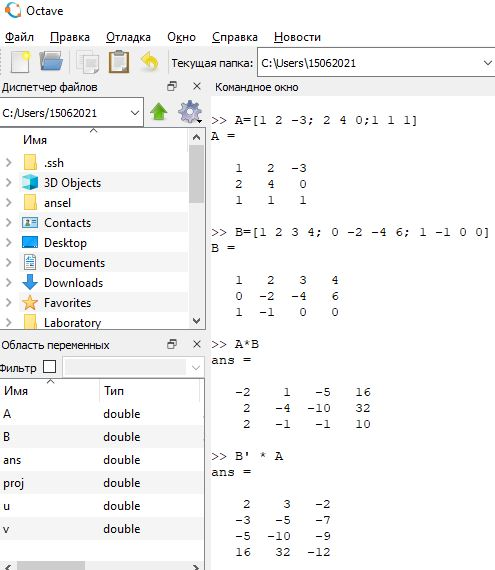 Octave
Файл Правка Отладка Окно Справка Новости
Текущая папка: C:\Users\15062021
Диспетчер файлов
C:/Users/15062021
Имя
.ssh
3D Objects
ansel
Contacts
Desktop
Documents
Downloads
Favorites
Laboratory
Область переменных
Фильтр
Имя Тип
A double
B double
ans double
proj double
u double
v double
Командное окно
>> A=[1 2 -3; 2 4 0;1 1 1]
A =
1 2 -3
2 4 0
1 1 1
>> B=[1 2 3 4; 0 -2 -4 6; 1 -1 0 0]
B =
1 2 3 4
0 -2 -4 6
1 -1 0 0
>> A*B
ans =
-2 1 -5 16
2 -4 -10 32
2 -1 -1 10
>> B' * A
ans =
2 3 -2
-3 -5 -7
-5 -10 -9
16 32 -12